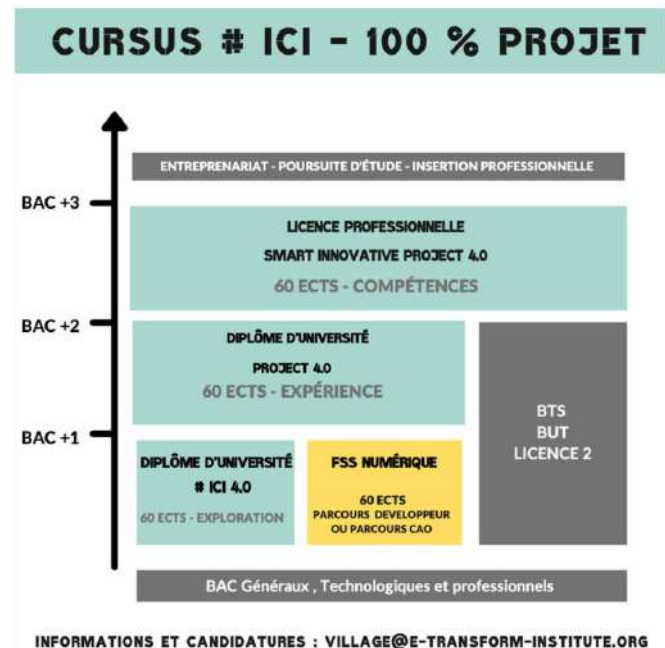 CURSUS # ICI - 100 % PROJET
ENTREPRENARIAT - POURSUITE D'ÉTUDE - INSERTION PROFESSIONNELLE
BAC +3
LICENCE PROFESSIONNELLE
SMART INNOVATIVE PROJECT 4.0
60 ECTS - COMPÉTENCES
BAC +2
DIPLÔME D'UNIVERSITÉ
PROJECT 4.0
60 ECTS - EXPÉRIENCE
BTS
BUT
LICENCE 2
BAC +1
DIPLÔME D'UNIVERSITÉ
# ICI 4.0
60 ECTS - EXPLORATION
FSS NUMÉRIQUE
60 ECTS
PARCOURS DEVELOPPEUR
OU PARCOURS CAO
BAC Généraux , Technologiques et professionnels
INFORMATIONS ET CANDIDATURES : VILLAGE@E-TRANSFORM-INSTITUTE.ORG